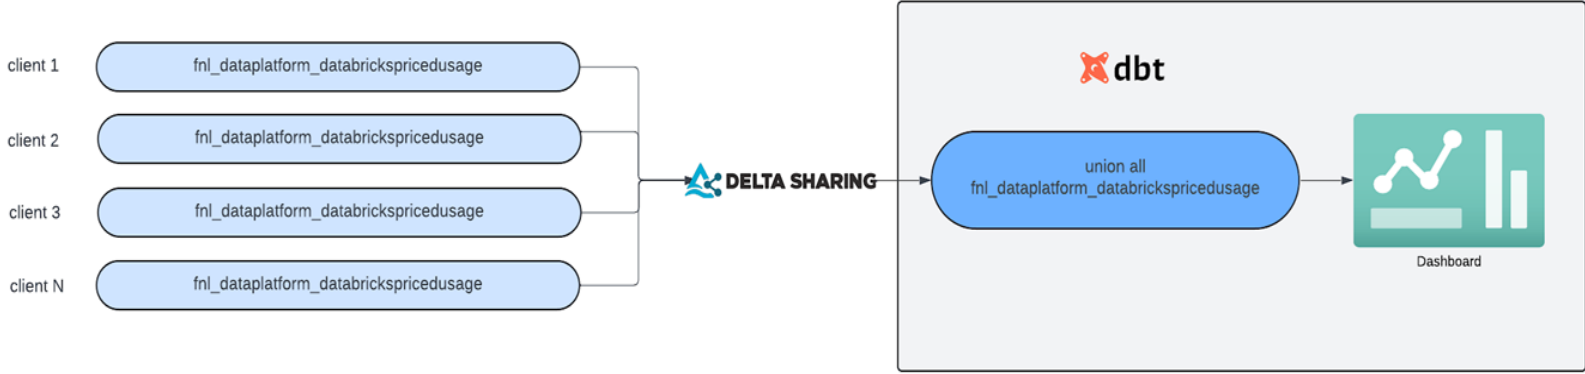 client 1
fnl_dataplatform_databrickspricedusage
client 2
fnl_dataplatform_databrickspricedusage
client 3
fnl_dataplatform_databrickspricedusage
client N
fnl_dataplatform_databrickspricedusage
DELTA SHARING
dbt
union all
fnl_dataplatform_databrickspricedusage
Dashboard